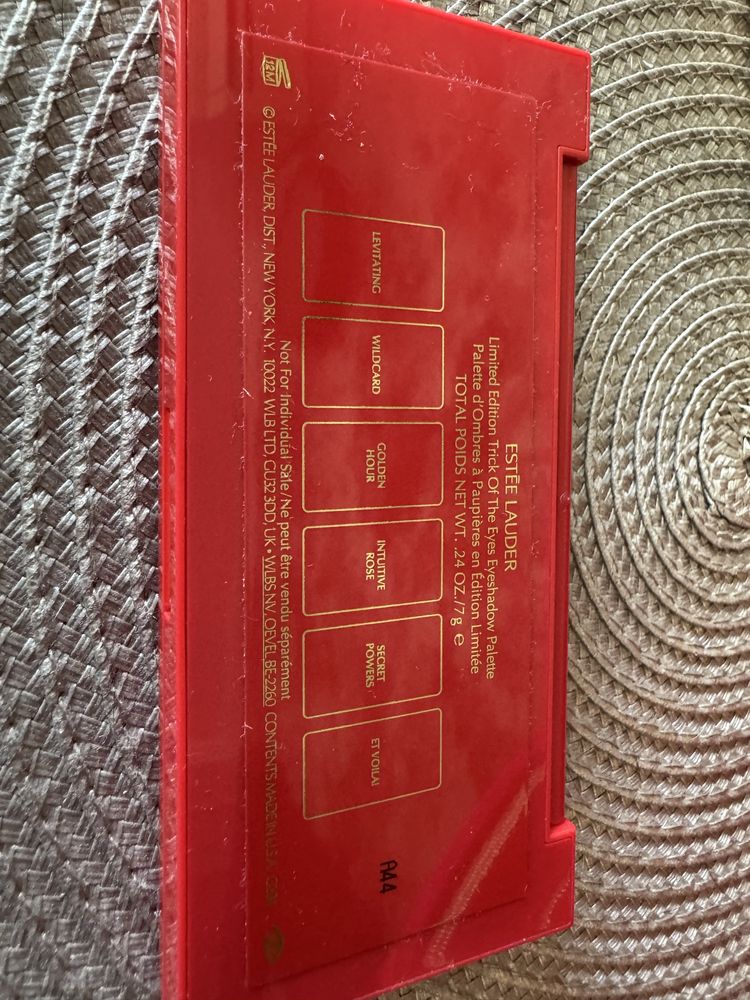 ESTĒE LAUDER
Limited Edition Trick Of The Eyes Eyeshadow Palette
Palette d'Ombres à Paupières en Édition Limitée
TOTAL POIDS NET WT. .24 OZ./7 g e
LEVITATING
WILDCARD
GOLDEN
HOUR
INTUITIVE
ROSE
SECRET
POWERS
ET VOILA!
A44
Not For Individual Sale/Ne peut être vendu séparément
12M
© ESTĒE LAUDER, DIST., NEW YORK, N.Y. 10022 WLB LTD, GU32 3DD, UK • WLBS NV, OEVEL BE-2260 CONTENTS MADE IN U.S.A.